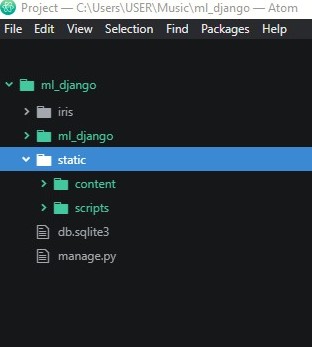 Project — C:\Users\USER\Music\ml_django — Atom
File Edit View Selection Find Packages Help
ml_django
iris
ml_django
static
content
scripts
db.sqlite3
manage.py